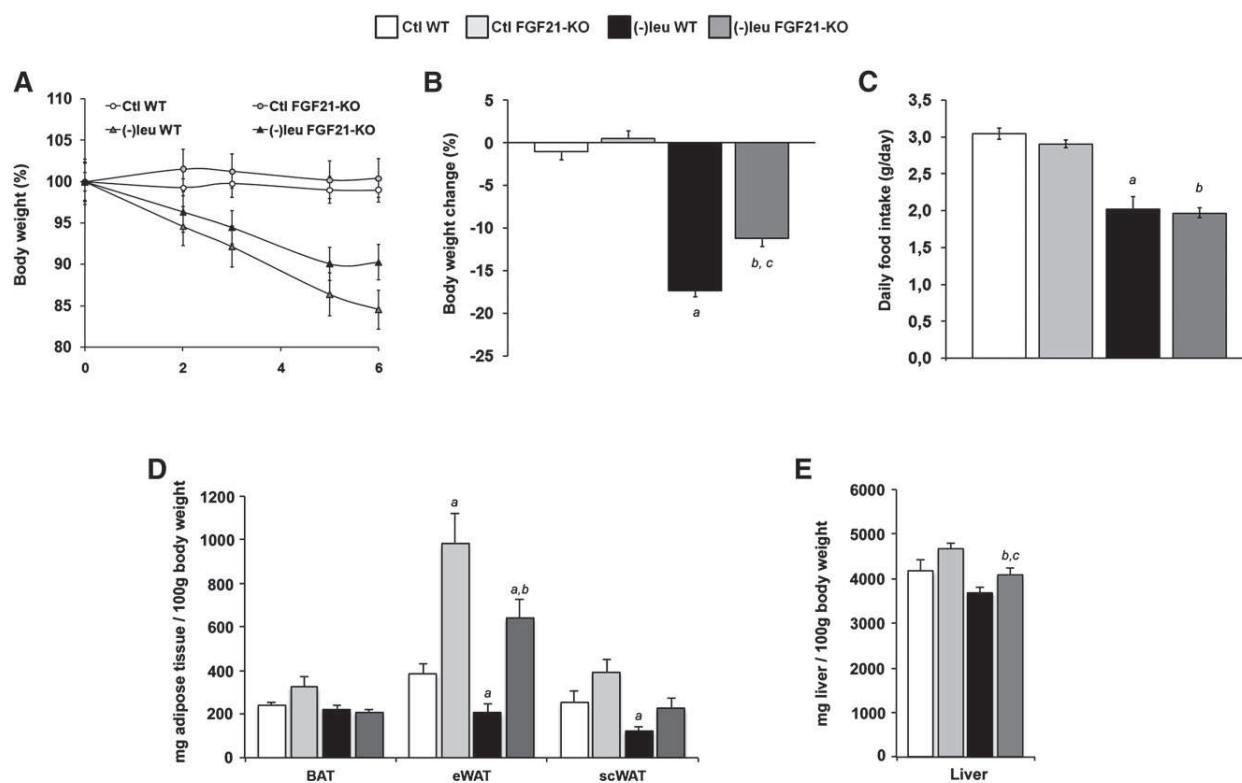 Ctl WT Ctl FGF21-KO (-)leu WT (-)leu FGF21-KO
A
Body weight (%)
110
105
100
95
90
85
80
0 2 4 6
Ctl WT Ctl FGF21-KO
(-)leu WT (-)leu FGF21-KO
B
Body weight change (%)
5
0
-5
-10
-15
-20
-25
a
b, c
C
Daily food intake (g/day)
3,5
3,0
2,5
2,0
1,5
1,0
0,5
0,0
a
b
D
mg adipose tissue / 100g body weight
1200
1000
800
600
400
200
0
a
a
a,b
a
BAT eWAT scWAT
E
mg liver / 100g body weight
6000
5000
4000
3000
2000
1000
0
b,c
Liver